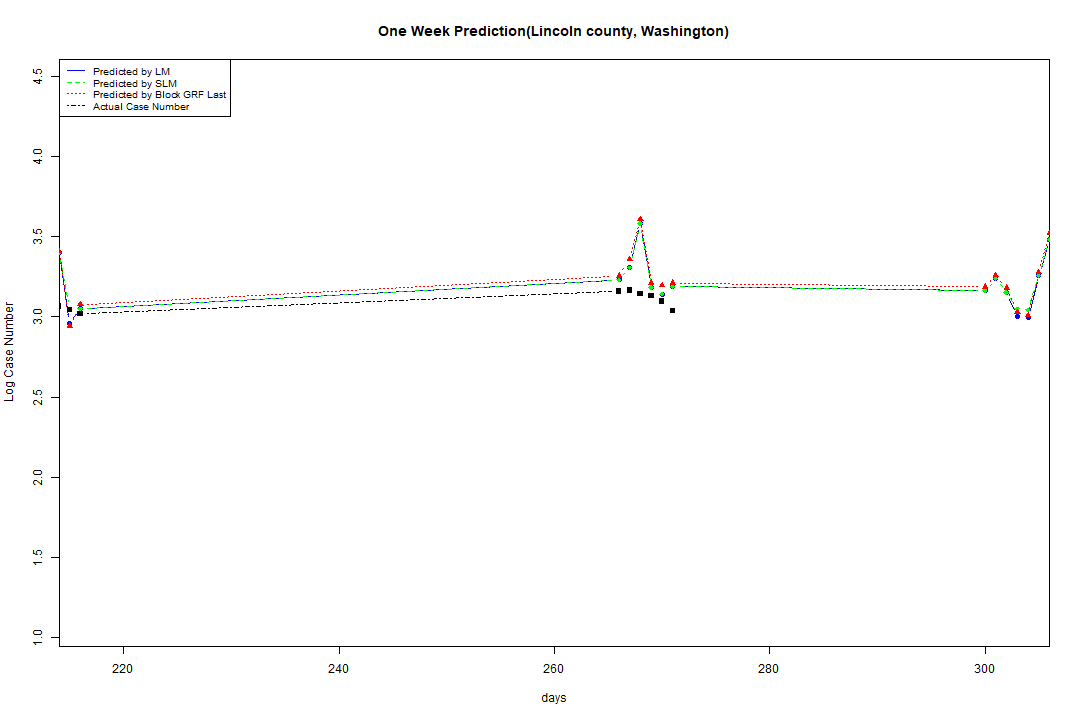 One Week Prediction(Lincoln county, Washington)
Predicted by LM
Predicted by SLM
Predicted by Block GRF Last
Actual Case Number
4.5
4.0
3.5
3.0
2.5
2.0
1.5
1.0
Log Case Number
220 240 260 280 300
days